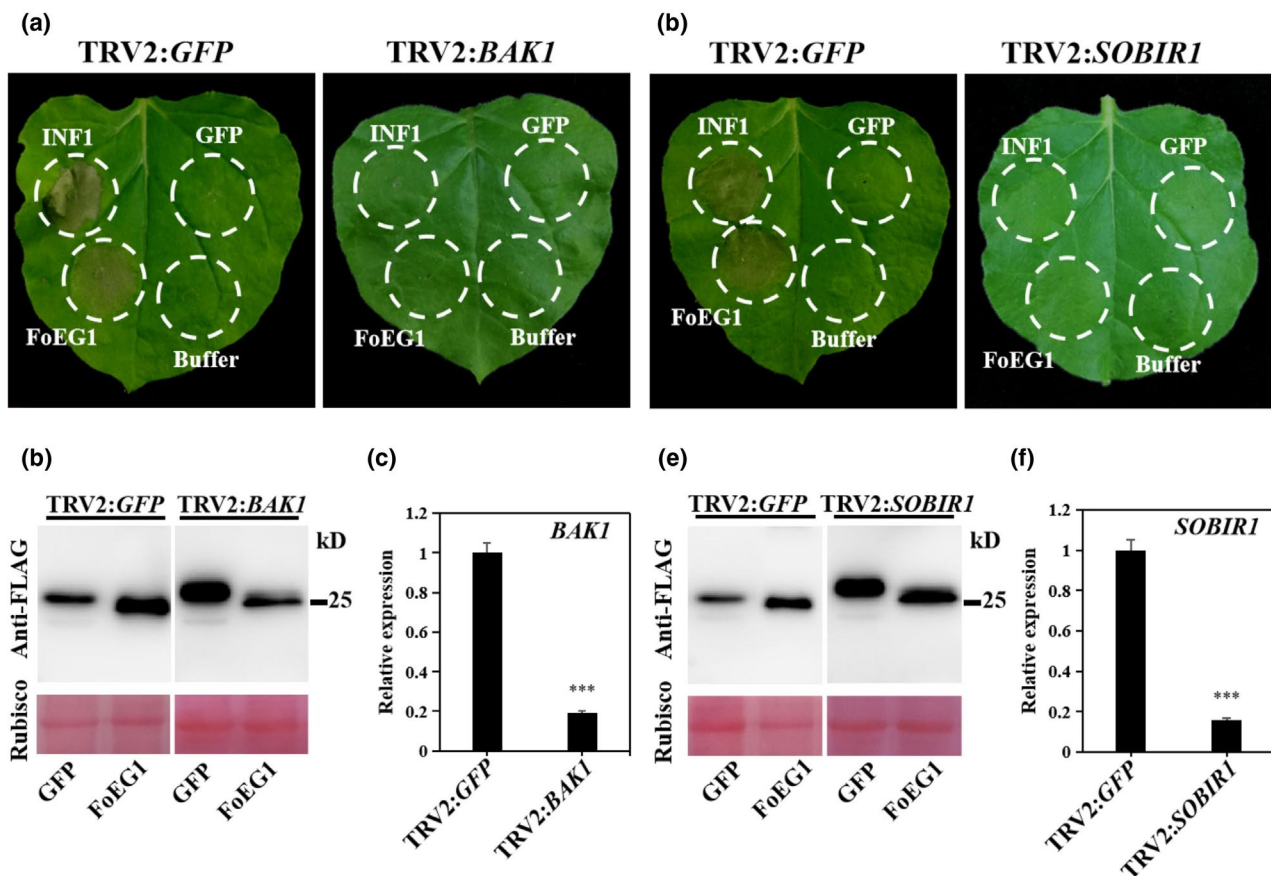 (a)
TRV2:GFP
TRV2:BAK1
INF1
GFP
FoEG1
Buffer
INF1
GFP
FoEG1
Buffer
(b)
TRV2:GFP
TRV2:SOBIR1
INF1
GFP
FoEG1
Buffer
INF1
GFP
FoEG1
Buffer
(b)
TRV2:GFP
TRV2:BAK1
kD
25
Anti-FLAG
Rubisco
GFP
FoEG1
GFP
FoEG1
(c)
BAK1
Relative expression
1.2
1
0.8
0.6
0.4
0.2
0
***
TRV2:GFP
TRV2:BAK1
(e)
TRV2:GFP
TRV2:SOBIR1
kD
25
Anti-FLAG
Rubisco
GFP
FoEG1
GFP
FoEG1
(f)
SOBIR1
Relative expression
1.2
1
0.8
0.6
0.4
0.2
0
***
TRV2:GFP
TRV2:SOBIR1